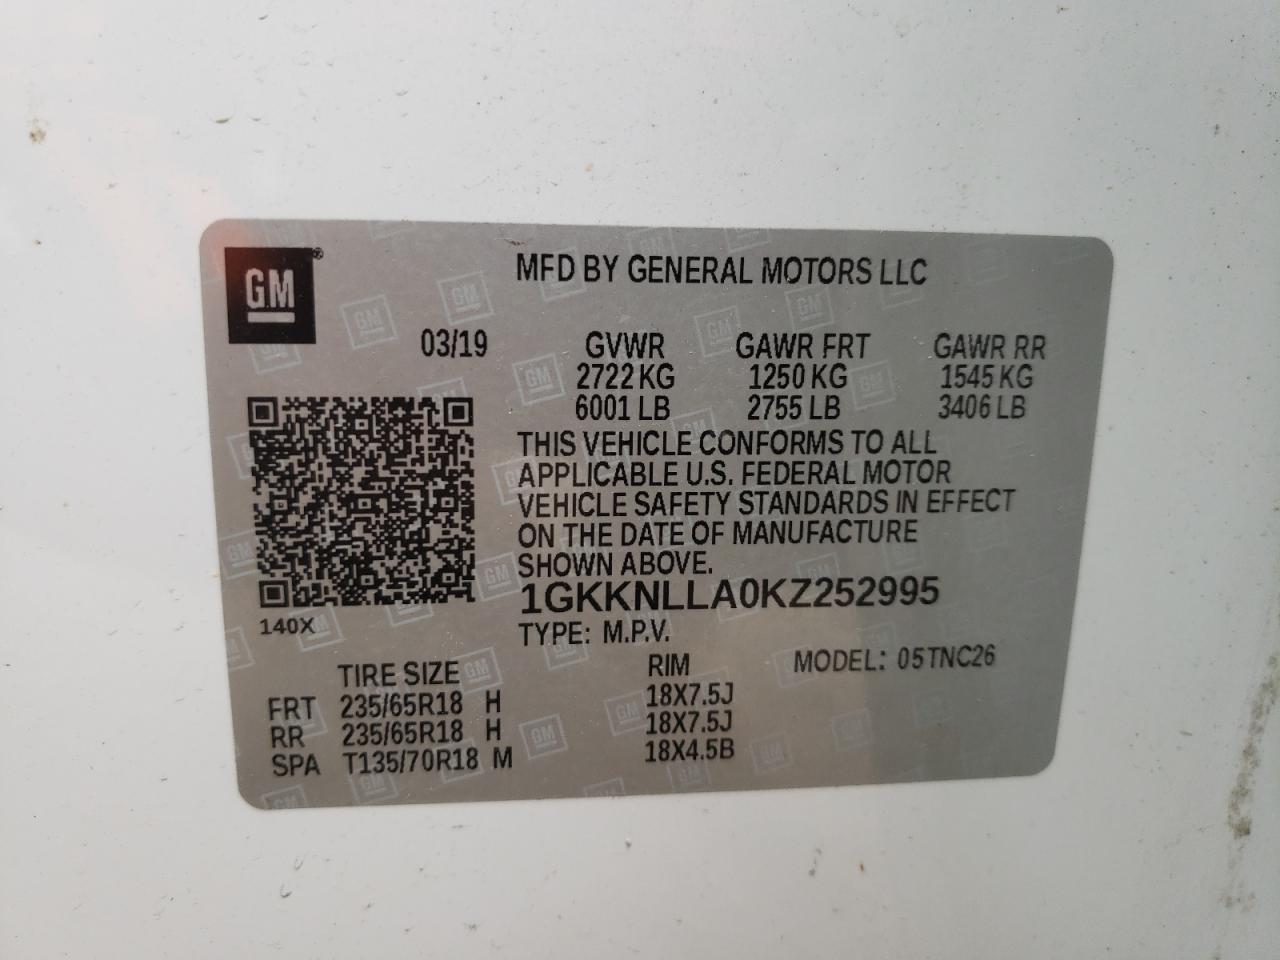 GM®
MFD BY GENERAL MOTORS LLC
03/19 GVWR GAWR FRT GAWR RR
2722 KG 1250 KG 1545 KG
6001 LB 2755 LB 3406 LB
THIS VEHICLE CONFORMS TO ALL
APPLICABLE U.S. FEDERAL MOTOR
VEHICLE SAFETY STANDARDS IN EFFECT
ON THE DATE OF MANUFACTURE
SHOWN ABOVE.
1GKKNLLA0KZ252995
140X
TYPE: M.P.V.
TIRE SIZE RIM MODEL: 05TNC26
FRT 235/65R18 H 18X7.5J
RR 235/65R18 H 18X7.5J
SPA T135/70R18 M 18X4.5B